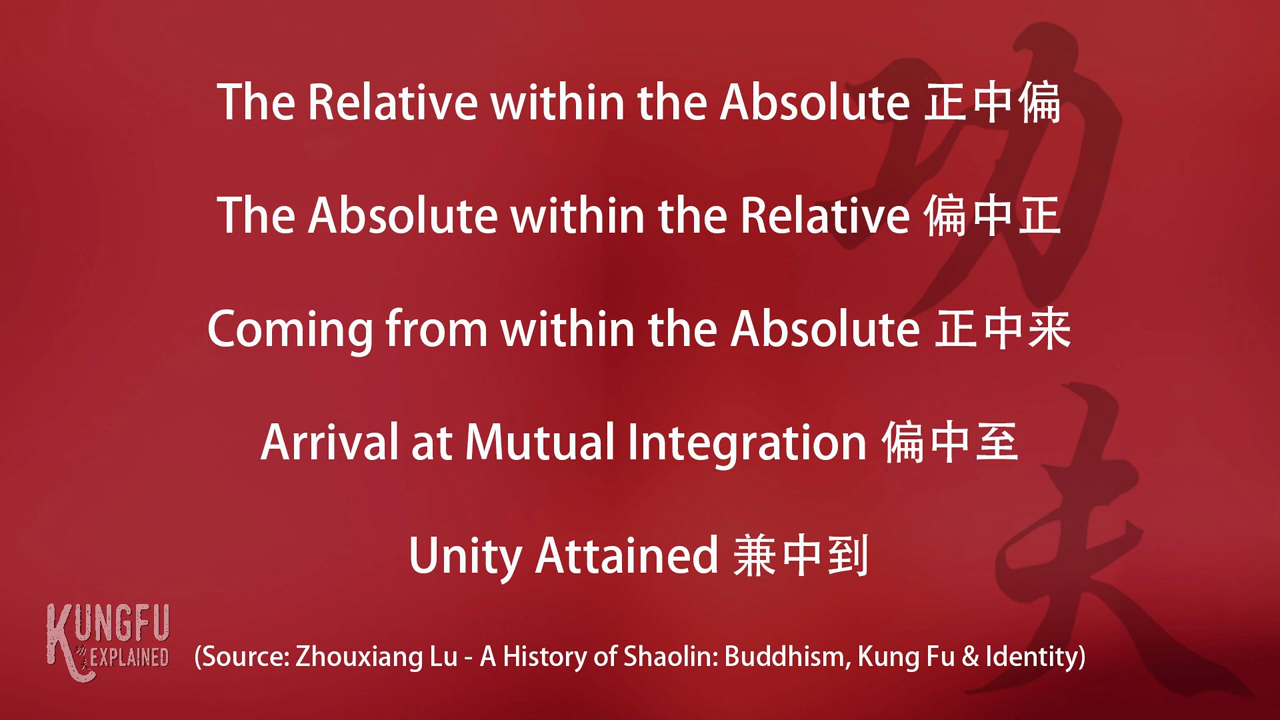 The Relative within the Absolute 正中偏
The Absolute within the Relative 偏中正
Coming from within the Absolute 正中来
Arrival at Mutual Integration 偏中至
Unity Attained 兼中到
(Source: Zhouxiang Lu - A History of Shaolin: Buddhism, Kung Fu & Identity)
KUNGFU
功夫 EXPLAINED
功夫